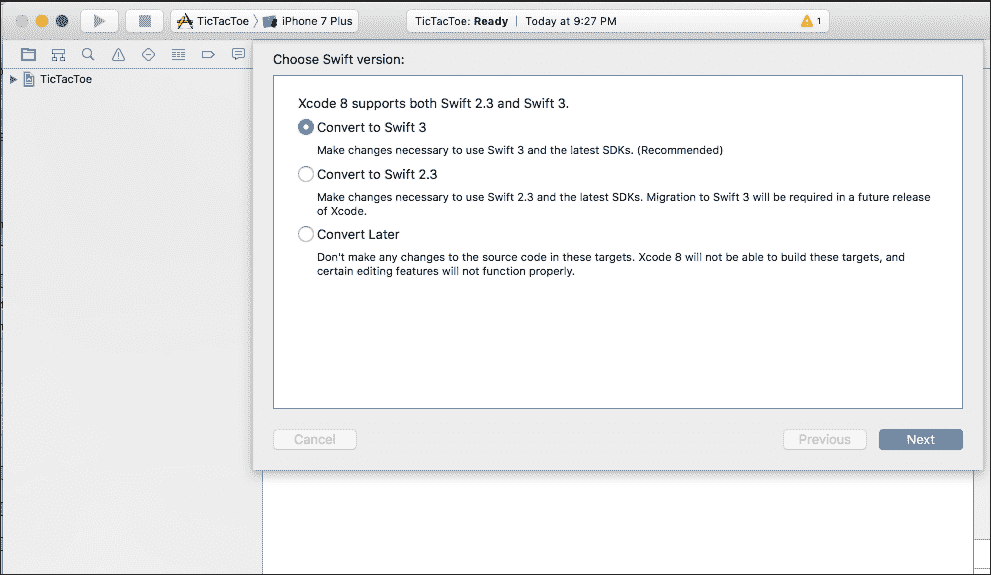 TicTacToe iPhone 7 Plus TicTacToe: Ready Today at 9:27 PM 1
TicTacToe
Choose Swift version:
Xcode 8 supports both Swift 2.3 and Swift 3.
Convert to Swift 3
Make changes necessary to use Swift 3 and the latest SDKs. (Recommended)
Convert to Swift 2.3
Make changes necessary to use Swift 2.3 and the latest SDKs. Migration to Swift 3 will be required in a future release
of Xcode.
Convert Later
Don't make any changes to the source code in these targets. Xcode 8 will not be able to build these targets, and
certain editing features will not function properly.
Cancel Previous Next